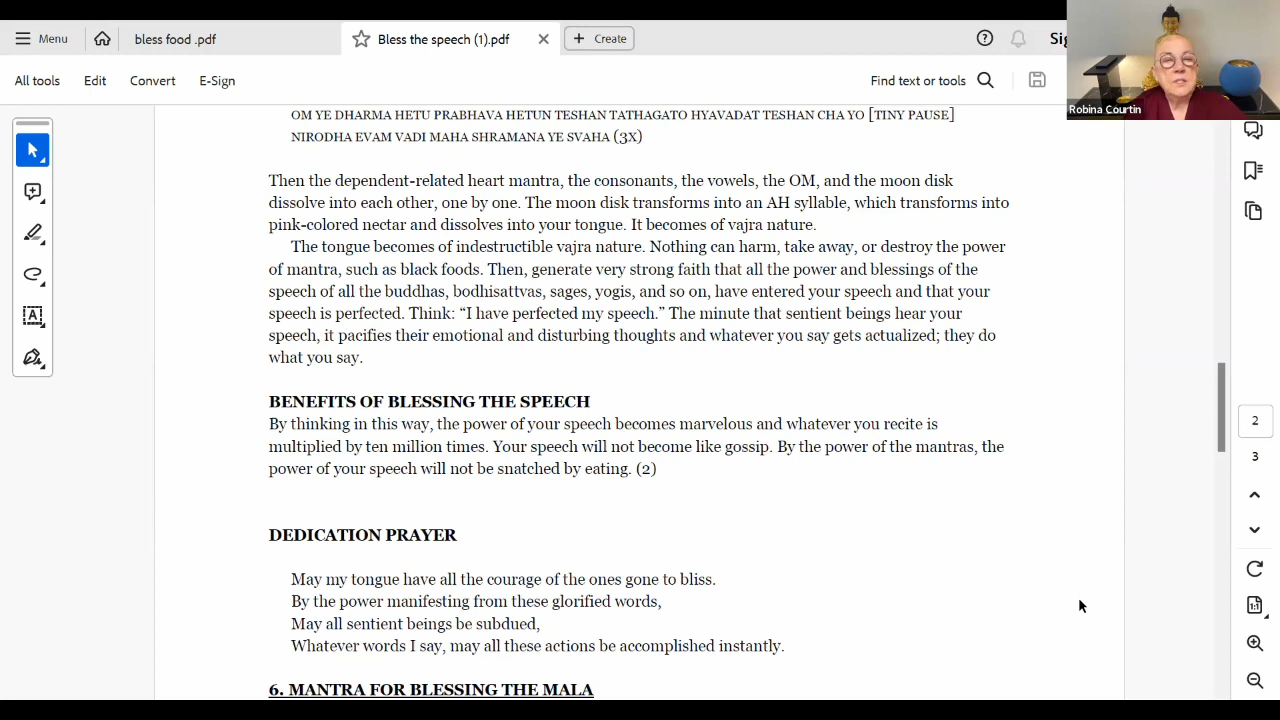 Menu
bless food .pdf
Bless the speech (1).pdf
Create
Sig
All tools
Edit
Convert
E-Sign
Find text or tools
Robina Courtin
OM YE DHARMA HETU PRABHAVA HETUN TESHAN TATHAGATO HYAVADAT TESHAN CHA YO [TINY PAUSE]
NIRODHA EVAM VADI MAHA SHRAMANA YE SVAHA (3X)
Then the dependent-related heart mantra, the consonants, the vowels, the OM, and the moon disk
dissolve into each other, one by one. The moon disk transforms into an AH syllable, which transforms into
pink-colored nectar and dissolves into your tongue. It becomes of vajra nature.
The tongue becomes of indestructible vajra nature. Nothing can harm, take away, or destroy the power
of mantra, such as black foods. Then, generate very strong faith that all the power and blessings of the
speech of all the buddhas, bodhisattvas, sages, yogis, and so on, have entered your speech and that your
speech is perfected. Think: “I have perfected my speech.” The minute that sentient beings hear your
speech, it pacifies their emotional and disturbing thoughts and whatever you say gets actualized; they do
what you say.
BENEFITS OF BLESSING THE SPEECH
By thinking in this way, the power of your speech becomes marvelous and whatever you recite is
multiplied by ten million times. Your speech will not become like gossip. By the power of the mantras, the
power of your speech will not be snatched by eating. (2)
DEDICATION PRAYER
May my tongue have all the courage of the ones gone to bliss.
By the power manifesting from these glorified words,
May all sentient beings be subdued,
Whatever words I say, may all these actions be accomplished instantly.
6. MANTRA FOR BLESSING THE MALA
2
3
1:1